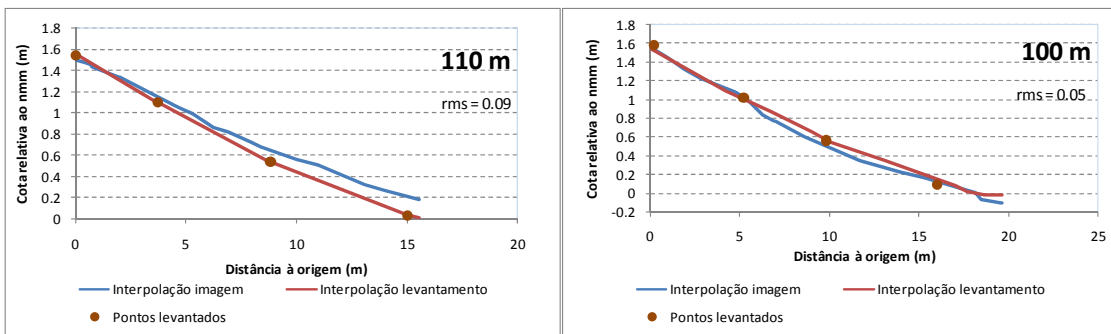 Cota relativa ao nmm (m)
1.8
1.6
1.4
1.2
1
0.8
0.6
0.4
0.2
0
0
5
10
15
20
110 m
rms = 0.09
Distância à origem (m)
Interpolação imagem
Interpolação levantamento
Pontos levantados
Cota relativa ao nmm (m)
1.8
1.6
1.4
1.2
1
0.8
0.6
0.4
0.2
0
-0.2
0
5
10
15
20
25
100 m
rms = 0.05
Distância à origem (m)
Interpolação imagem
Interpolação levantamento
Pontos levantados